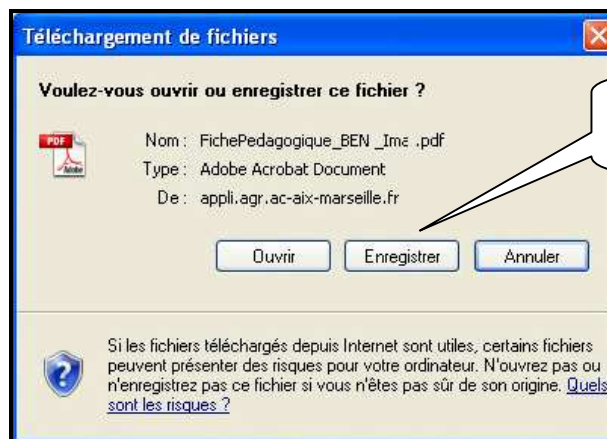 Téléchargement de fichiers
Voulez-vous ouvrir ou enregistrer ce fichier ?
PDF
Adobe
Nom : FichePedagogique_BEN _Ima .pdf
Type : Adobe Acrobat Document
De : appli.agr.ac-aix-marseille.fr
Ouvrir
Enregistrer
Annuler
Si les fichiers téléchargés depuis Internet sont utiles, certains fichiers
peuvent présenter des risques pour votre ordinateur. N'ouvrez pas ou
n'enregistrez pas ce fichier si vous n'êtes pas sûr de son origine. Quels
sont les risques ?